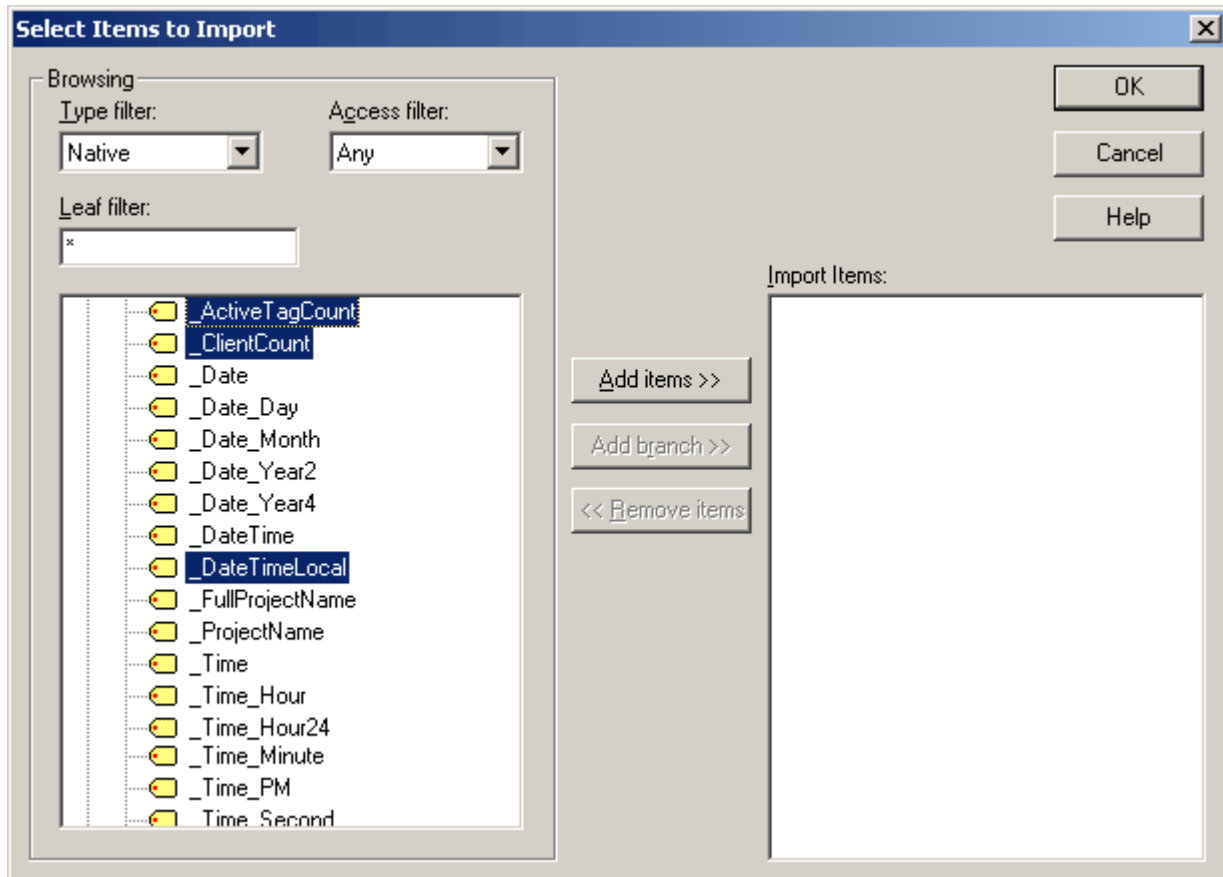 Select Items to Import
Browsing
Type filter: Access filter:
Native Any
Leaf filter:
*
OK
Cancel
Help
_ActiveTagCount
_ClientCount
_Date
_Date_Day
_Date_Month
_Date_Year2
_Date_Year4
_DateTime
_DateTimeLocal
_FullProjectName
_ProjectName
_Time
_Time_Hour
_Time_Hour24
_Time_Minute
_Time_PM
_Time_Second
Add items >>
Add branch >>
<< Remove items
Import Items: